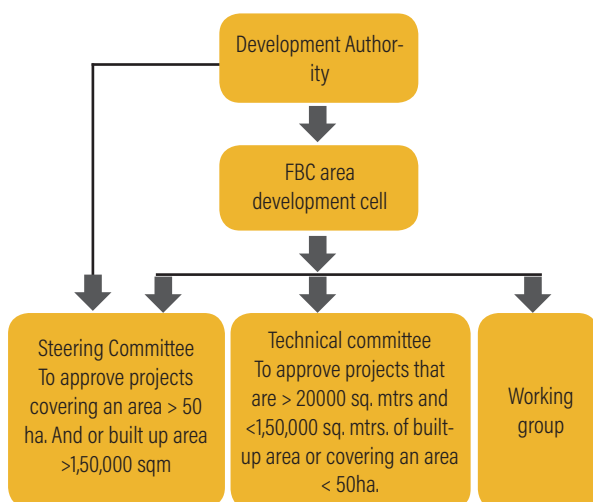 Development Author-
ity
FBC area
development cell
Steering Committee
To approve projects
covering an area > 50
ha. And or built up area
>1,50,000 sqm
Technical committee
To approve projects that
are > 20000 sq. mtrs and
<1,50,000 sq. mtrs. of built-
up area or covering an area
< 50ha.
Working
group